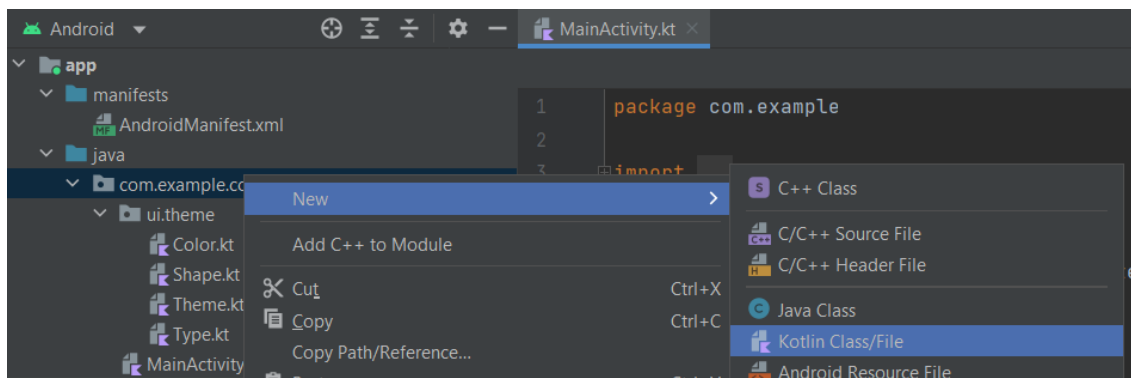 Android
MainActivity.kt
app
manifests
AndroidManifest.xml
java
com.example.co
ui.theme
Color.kt
Shape.kt
Theme.kt
Type.kt
MainActivity
1 package com.example
2
3 import
New
Add C++ to Module
Cut Ctrl+X
Copy Ctrl+C
Copy Path/Reference...
S C++ Class
C++ C/C++ Source File
H C/C++ Header File
C Java Class
Kotlin Class/File
Android Resource File